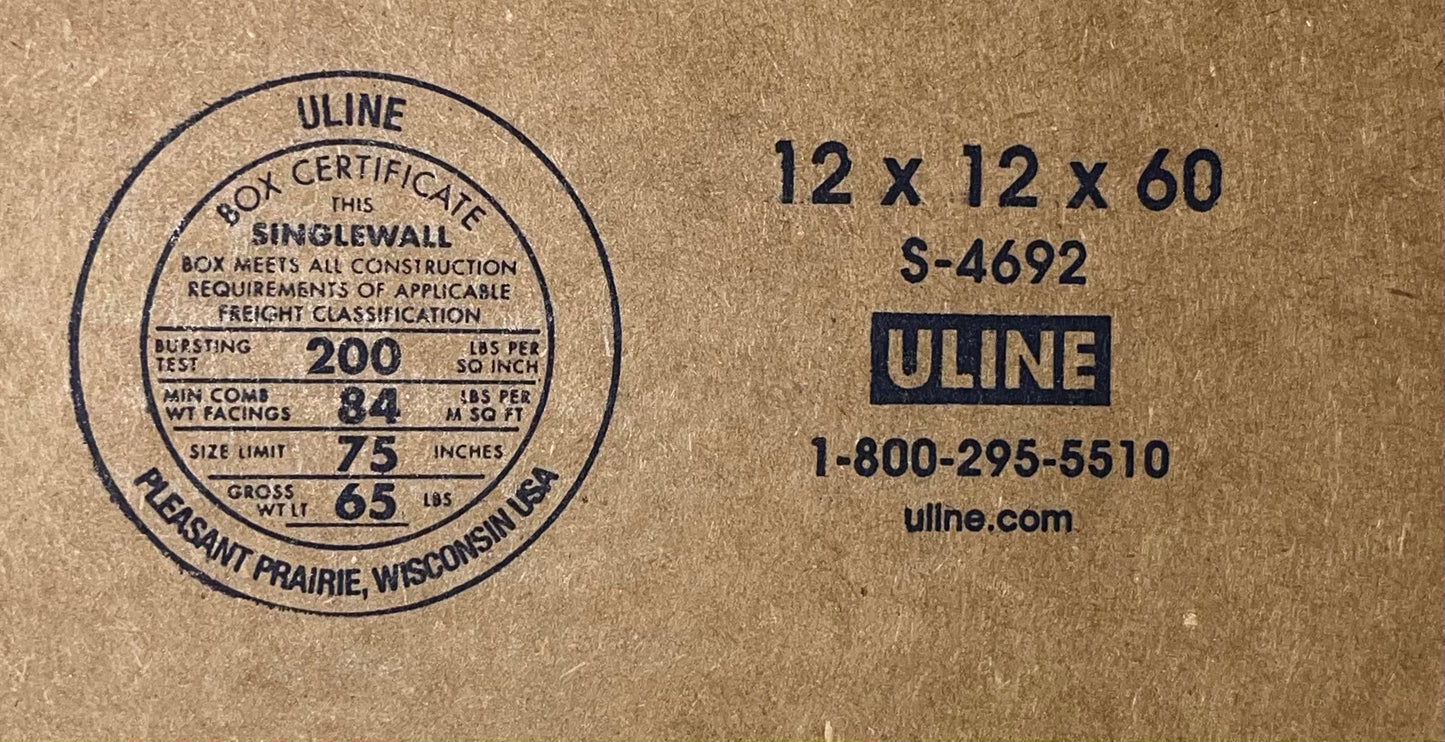 ULINE
BOX CERTIFICATE
THIS
SINGLEWALL
BOX MEETS ALL CONSTRUCTION
REQUIREMENTS OF APPLICABLE
FREIGHT CLASSIFICATION
BURSTING TEST 200 LBS PER SQ INCH
MIN COMB WT FACINGS 84 LBS PER M SQ FT
SIZE LIMIT 75 INCHES
GROSS WT LT 65 LBS
PLEASANT PRAIRIE, WISCONSIN USA
12 x 12 x 60
S-4692
ULINE
1-800-295-5510
uline.com